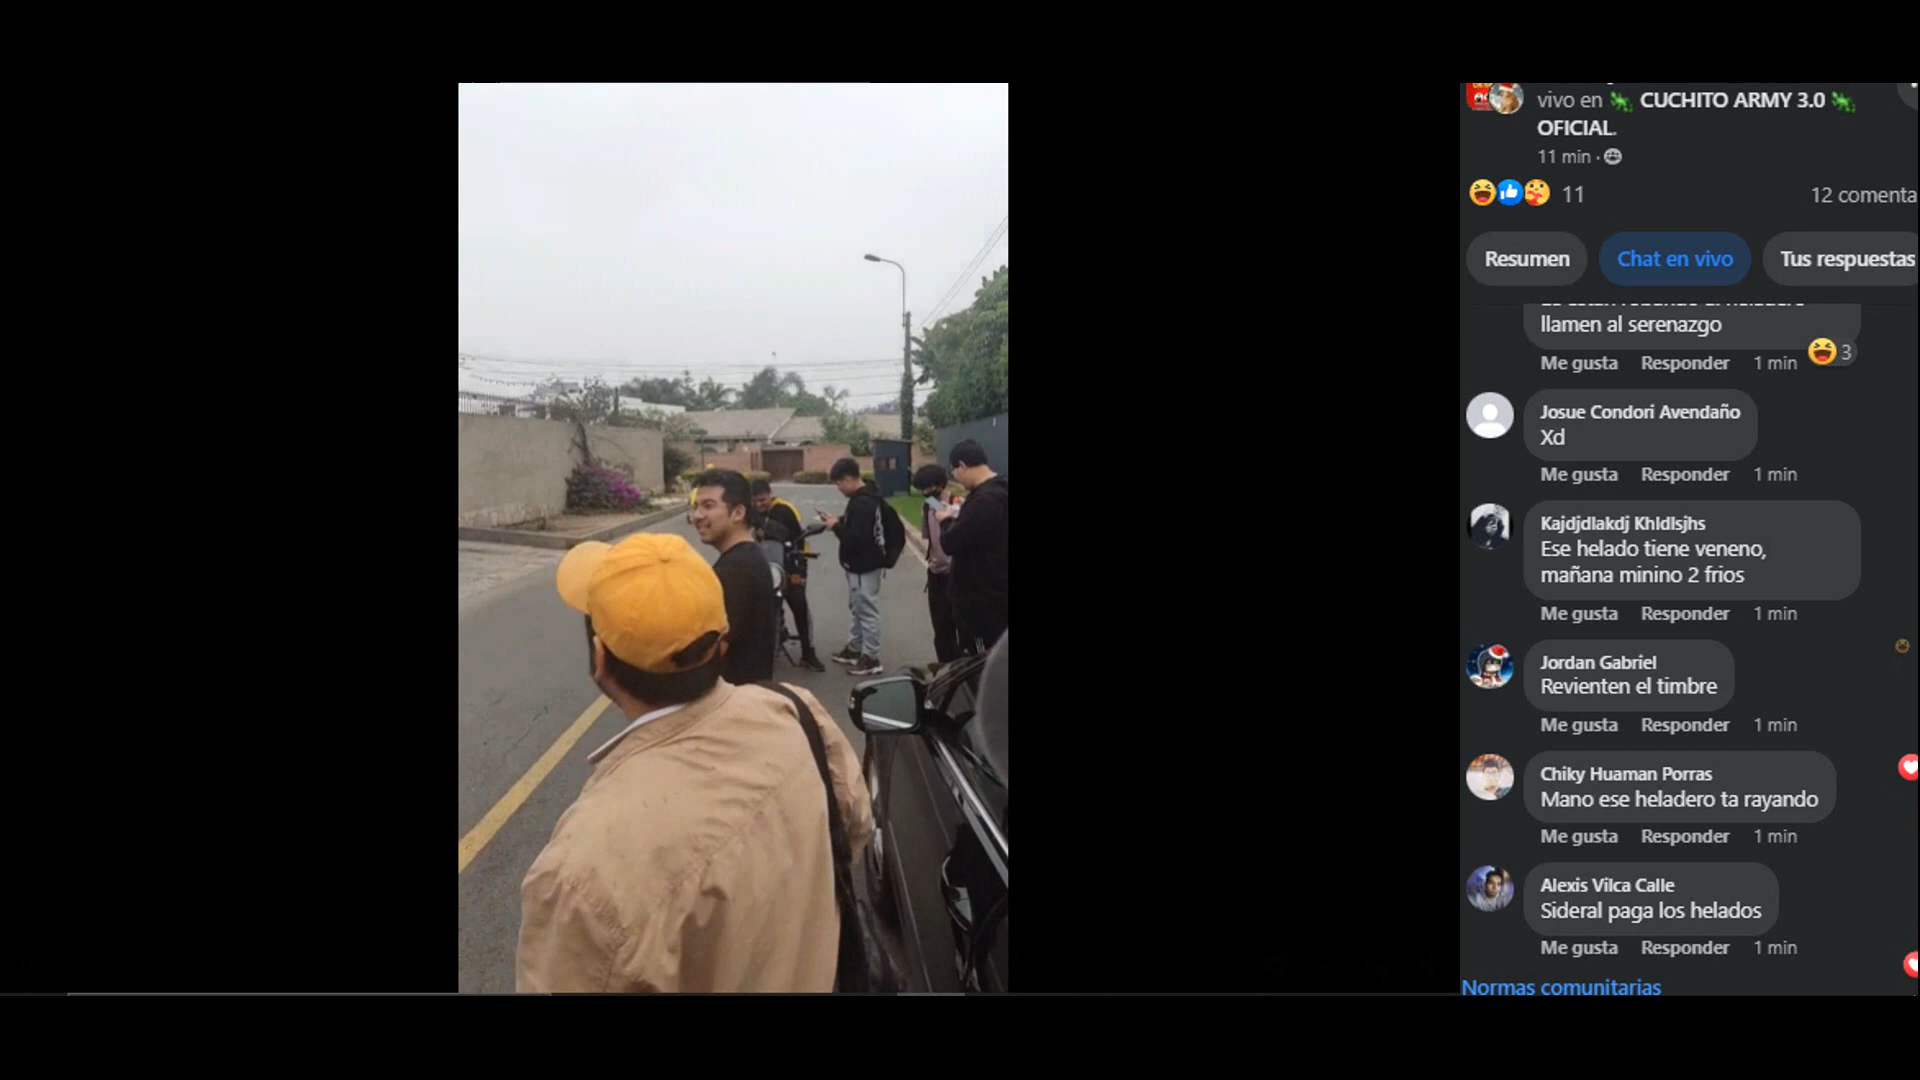 vivo en CUCHITO ARMY 3.0
OFICIAL.
11 min ·
11
12 comenta
Resumen
Chat en vivo
Tus respuestas
llamen al serenazgo
Me gusta Responder 1 min
3
Josue Condori Avendaño
Xd
Me gusta Responder 1 min
Kajdjdlakdj Khldlsjhs
Ese helado tiene veneno,
mañana minino 2 frios
Me gusta Responder 1 min
Jordan Gabriel
Revienten el timbre
Me gusta Responder 1 min
Chiky Huaman Porras
Mano ese heladero ta rayando
Me gusta Responder 1 min
Alexis Vilca Calle
Sideral paga los helados
Me gusta Responder 1 min
Normas comunitarias